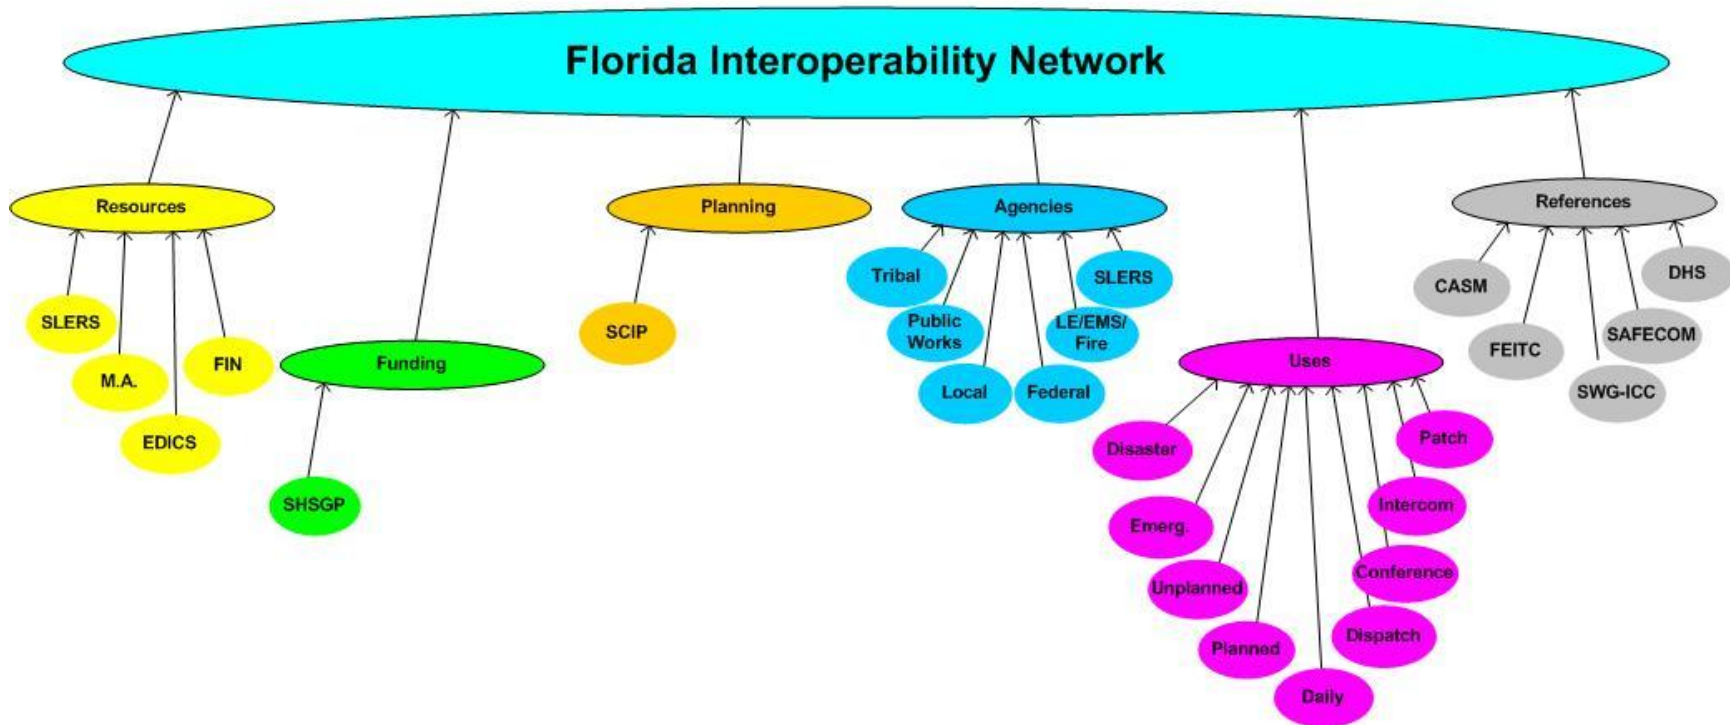 Florida Interoperability Network
Resources
SLERS
M.A.
EDICS
FIN
Funding
SHSGP
Planning
SCIP
Agencies
Tribal
Public
Works
Local
Federal
LE/EMS/
Fire
SLERS
Uses
Disaster
Emerg.
Unplanned
Planned
Daily
Dispatch
Conference
Intercom
Patch
References
CASM
FEITC
SWG-ICC
SAFECOM
DHS